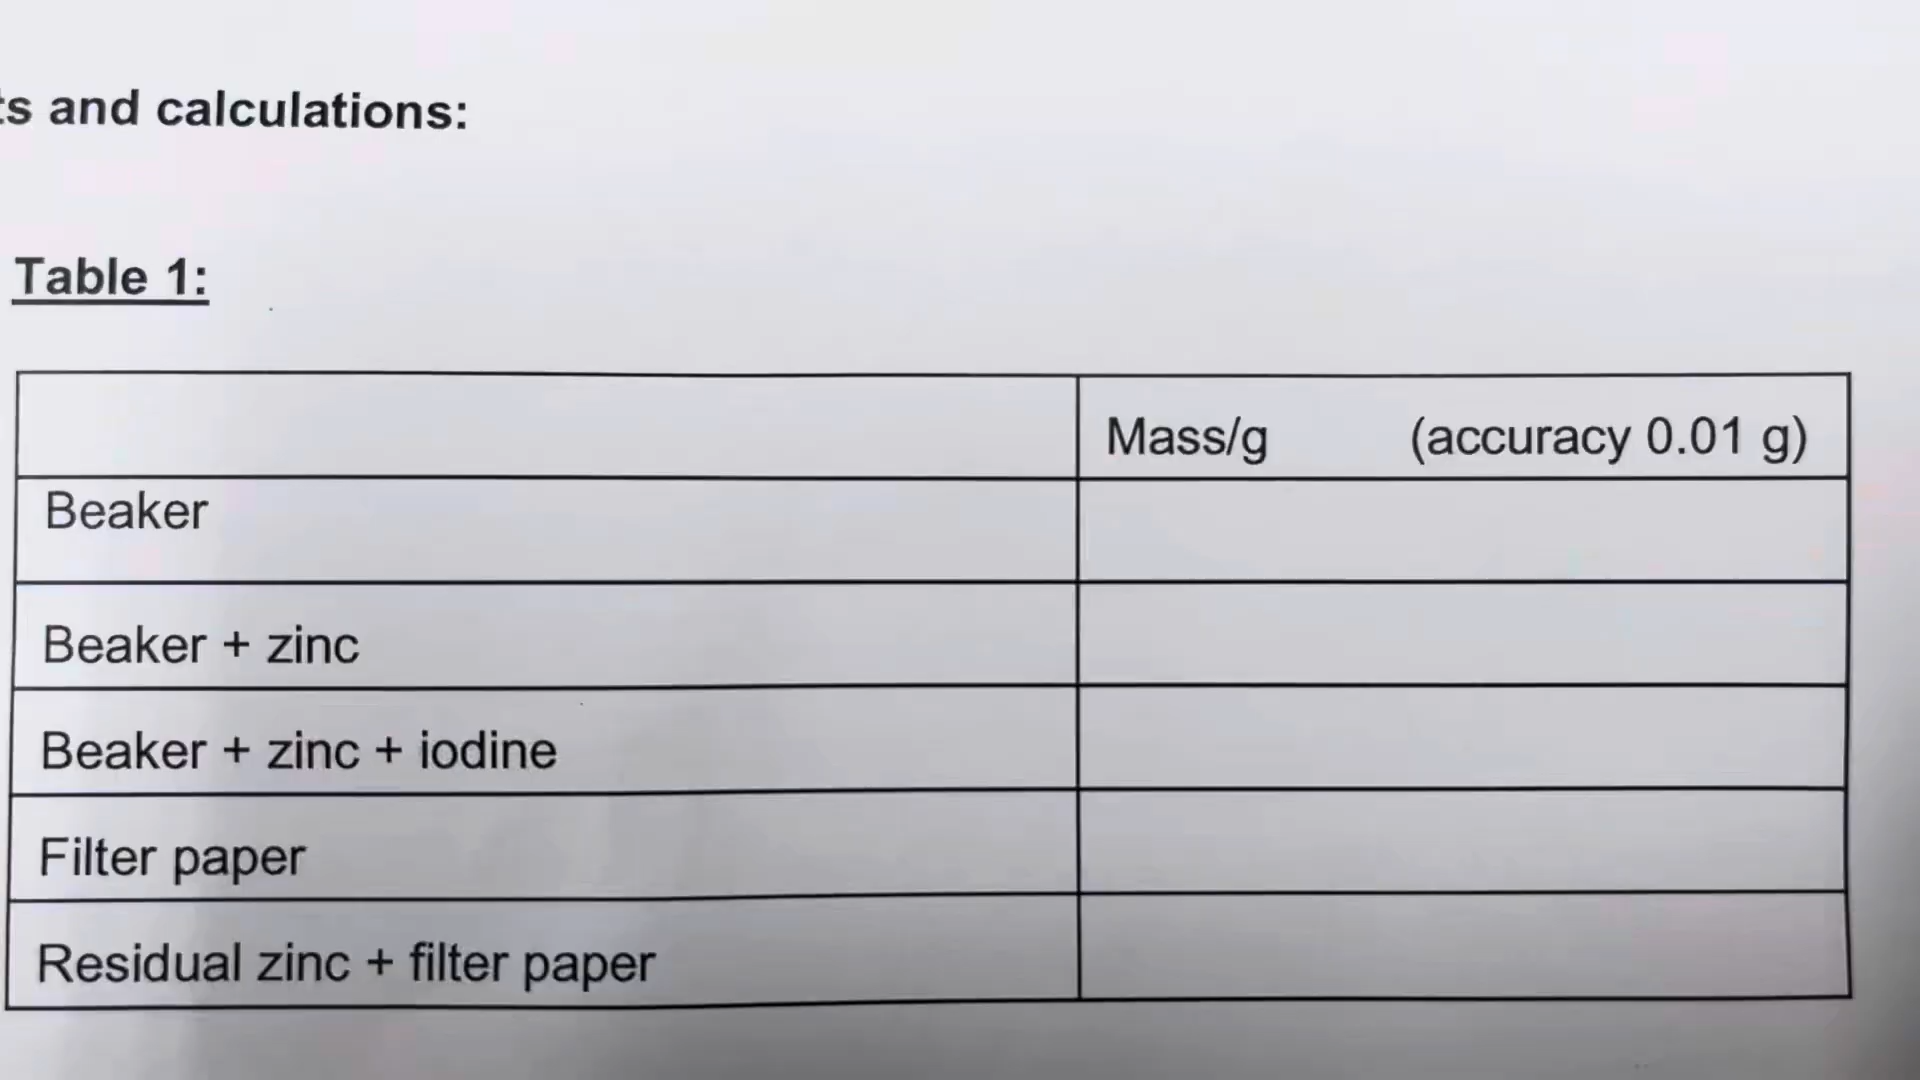 and calculations:
Table 1:
Mass/g (accuracy 0.01 g)
Beaker
Beaker + zinc
Beaker + zinc + iodine
Filter paper
Residual zinc + filter paper